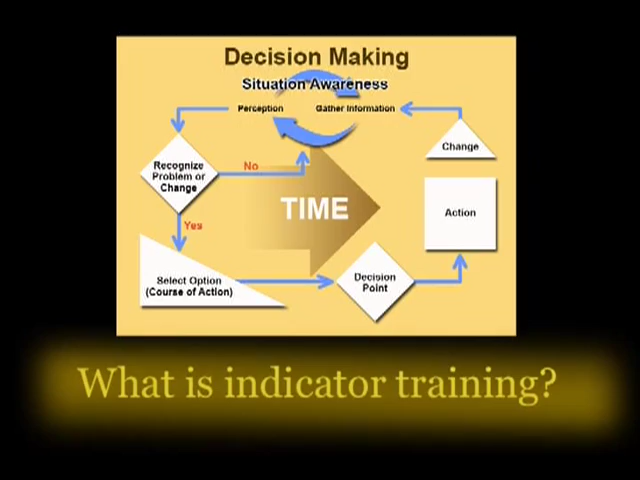 Decision Making
Situation Awareness
Perception
Gather Information
Change
Recognize
Problem or
Change
No
Yes
TIME
Action
Select Option
(Course of Action)
Decision
Point
What is indicator training?